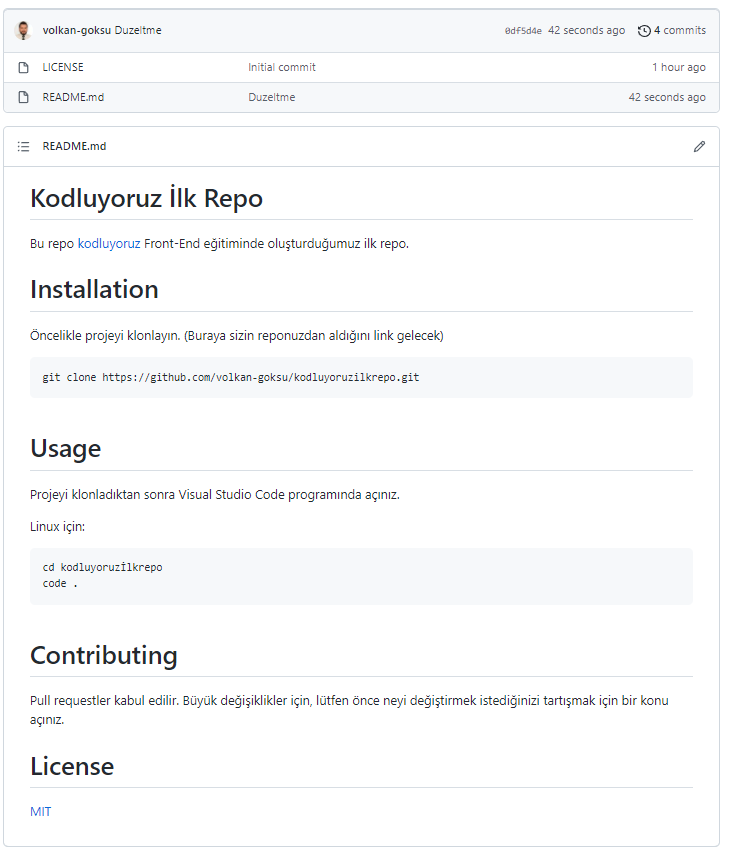 volkan-goksu Duzeltme 0df5d4e 42 seconds ago 4 commits
LICENSE Initial commit 1 hour ago
README.md Duzeltme 42 seconds ago
README.md
Kodluyoruz İlk Repo
Bu repo kodluyoruz Front-End eğitiminde oluşturduğumuz ilk repo.
Installation
Öncelikle projeyi klonlayın. (Buraya sizin reponuzdan aldığını link gelecek)
git clone https://github.com/volkan-goksu/kodluyoruzilkrepo.git
Usage
Projeyi klonladıktan sonra Visual Studio Code programında açınız.
Linux için:
cd kodluyoruzilkrepo
code .
Contributing
Pull requestler kabul edilir. Büyük değişiklikler için, lütfen önce neyi değiştirmek istediğinizi tartışmak için bir konu
açınız.
License
MIT